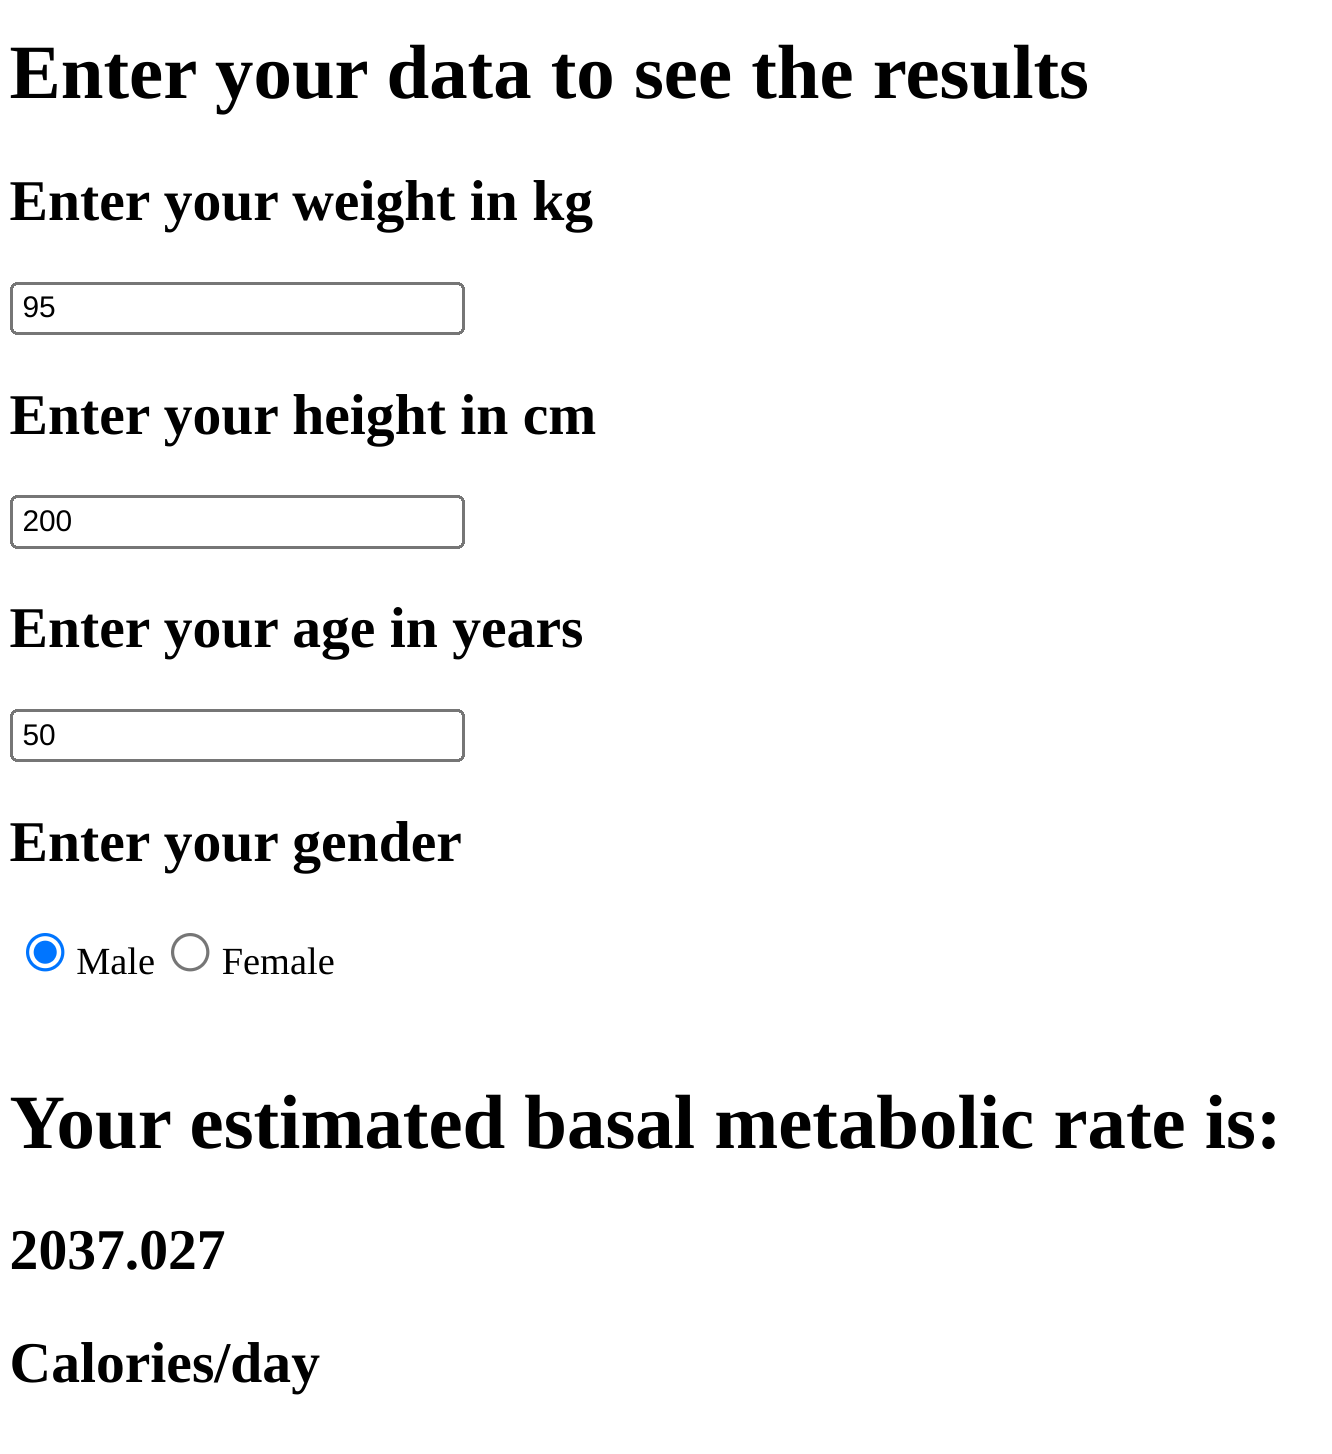 Enter your data to see the results
Enter your weight in kg
95
Enter your height in cm
200
Enter your age in years
50
Enter your gender
Male Female
Your estimated basal metabolic rate is:
2037.027
Calories/day